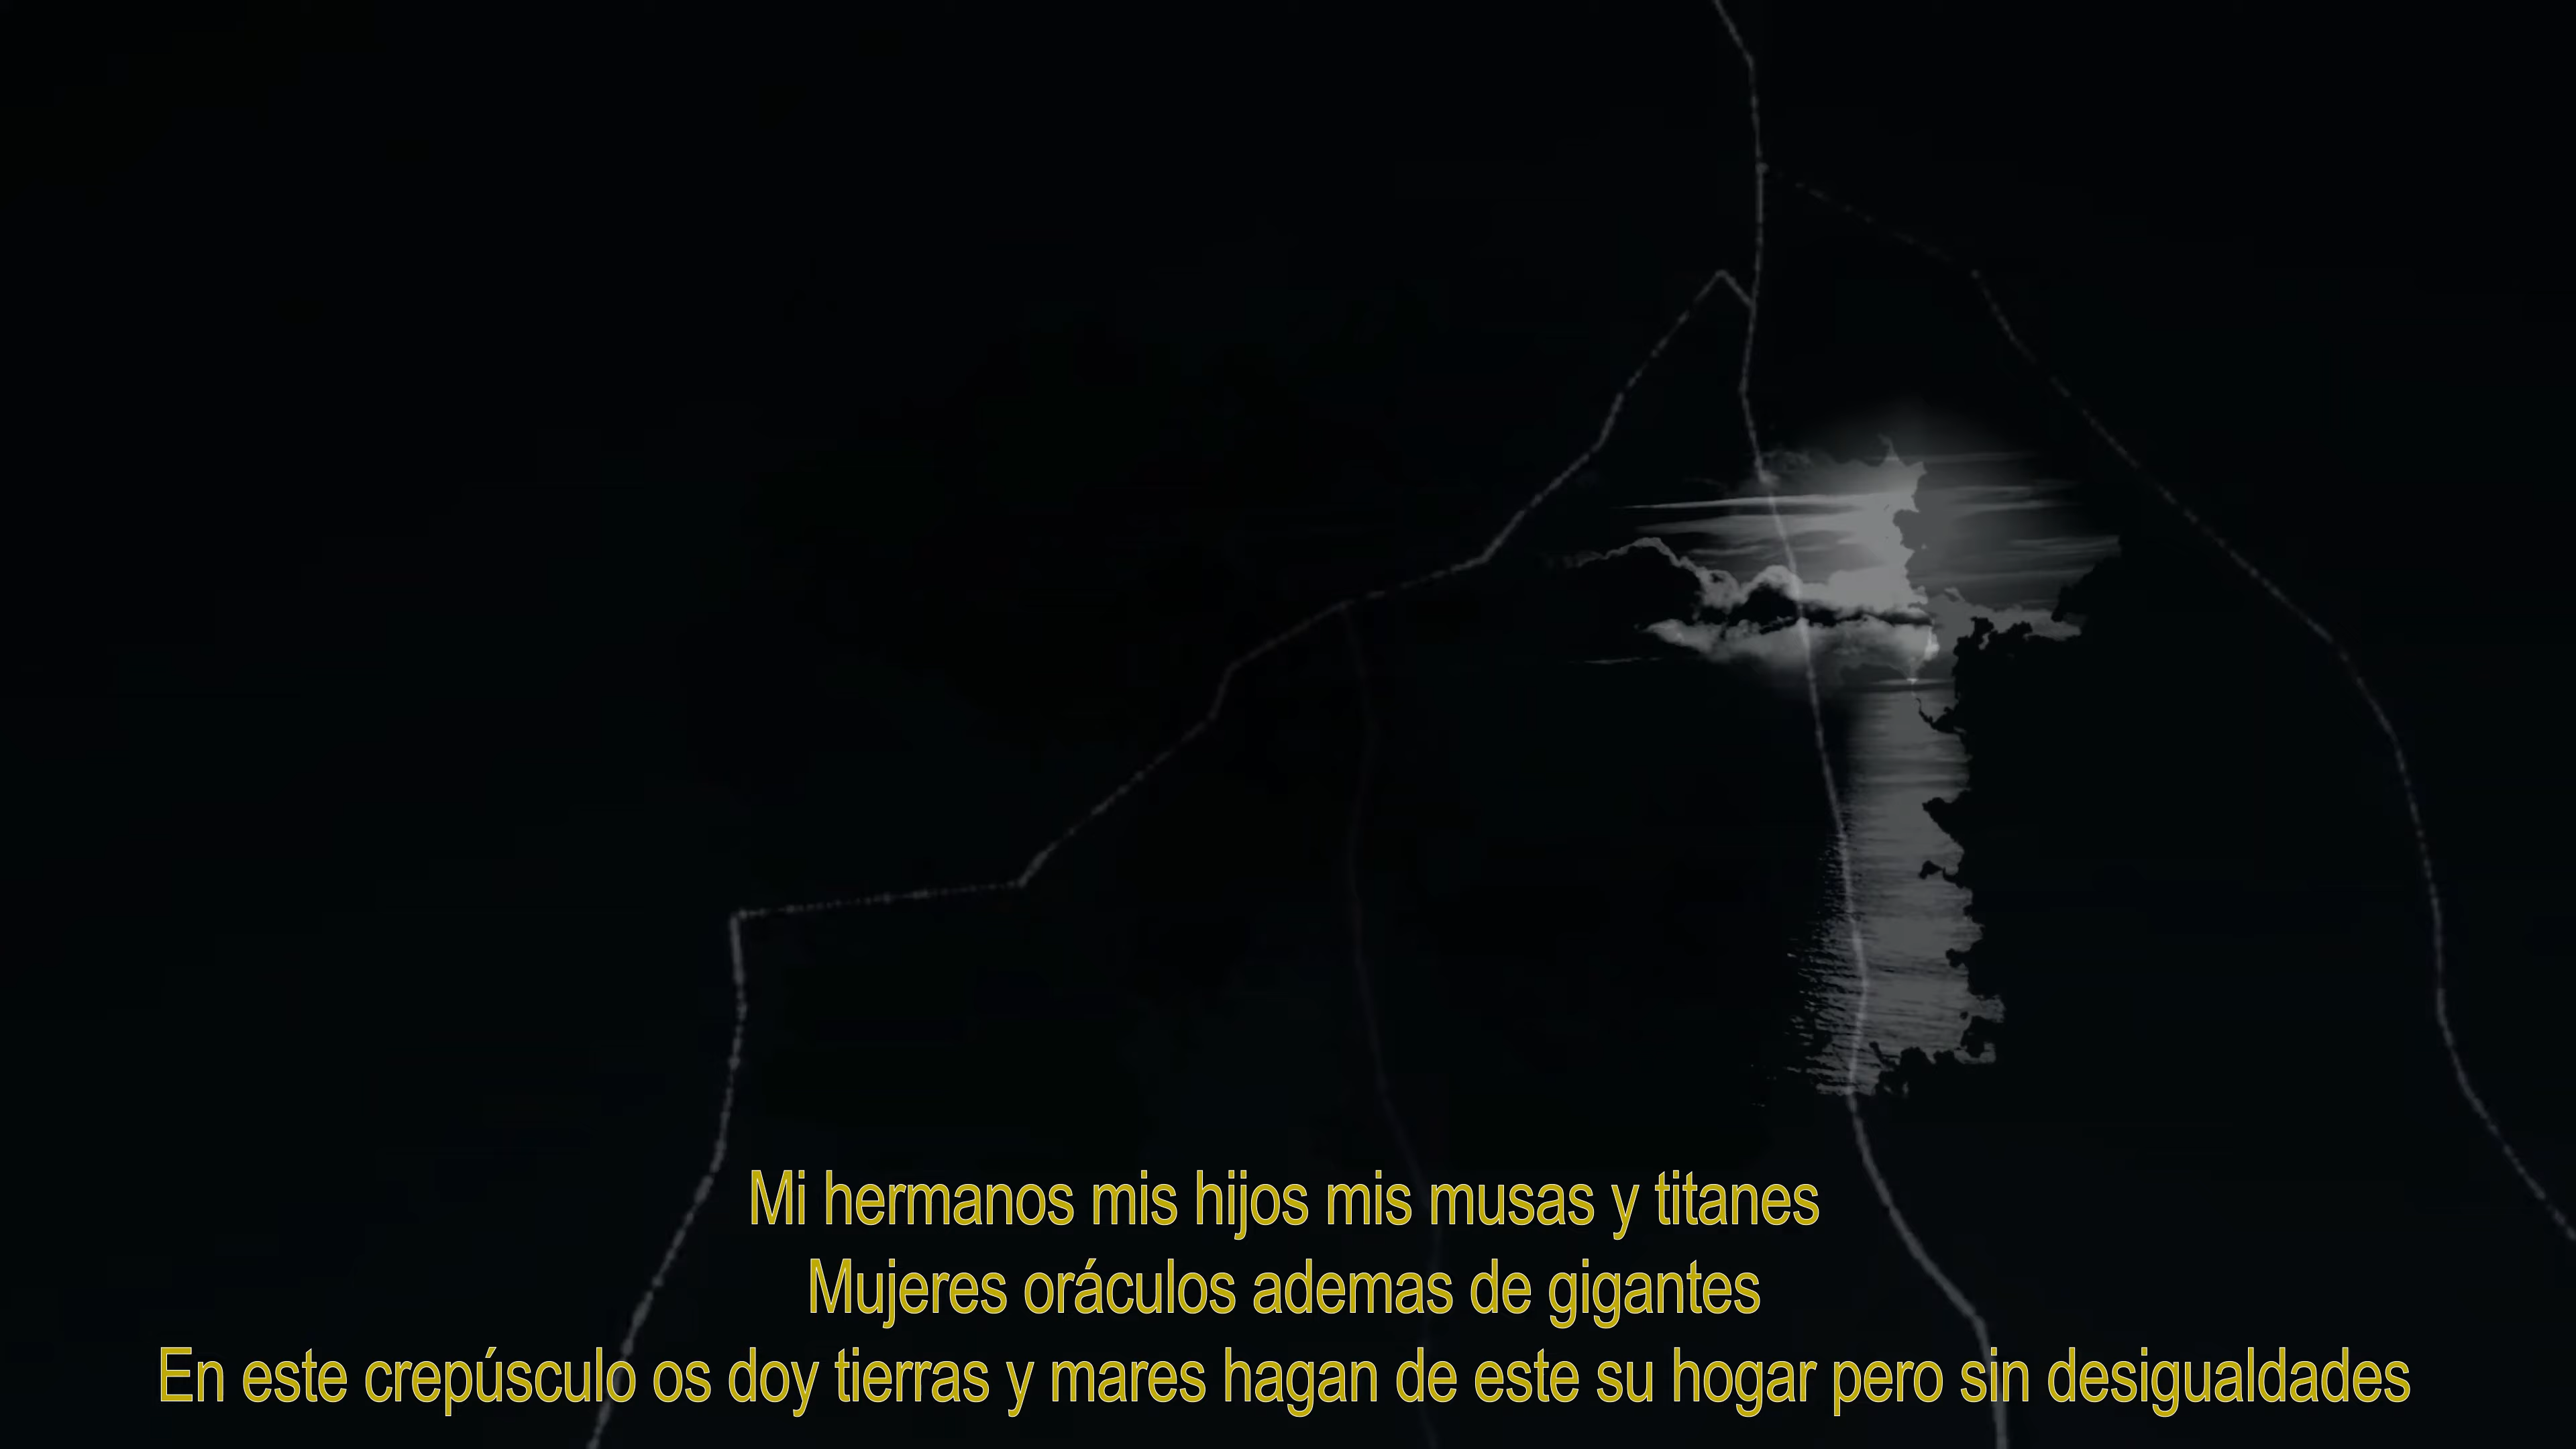 Mi hermanos mis hijos mis musas y titanes
Mujeres oráculos ademas de gigantes
En este crepúsculo os doy tierras y mares hagan de este su hogar pero sin desigualdades